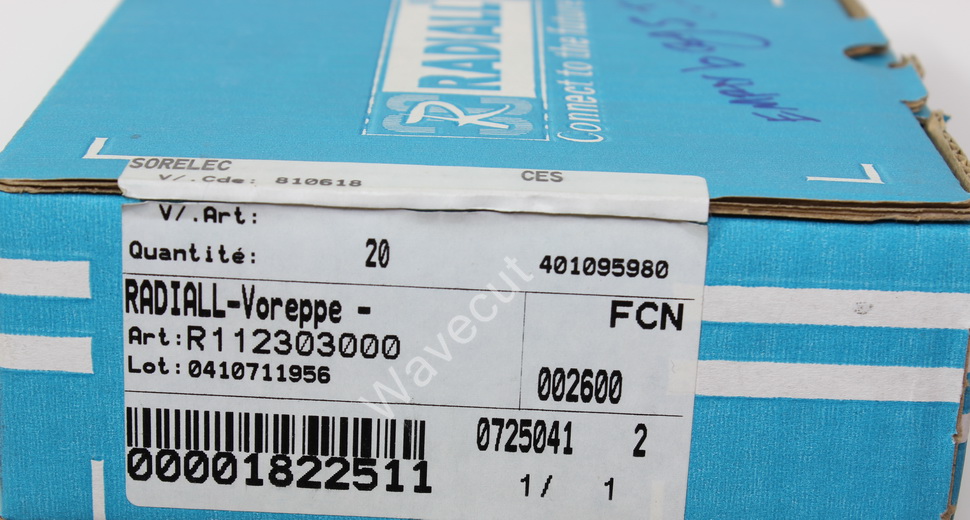 RADIALL
Connect to the future
SORELEC
V/.Cde: 810618
CES
V/.Art:
Quantité: 20
401095980
RADIALL-Voreppe -
FCN
Art:R112303000
Lot:0410711956
002600
0725041 2
00001822511
1/ 1
Wavecut